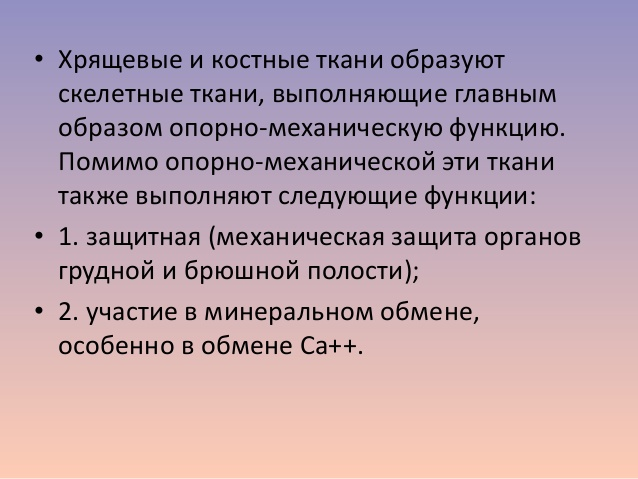 • Хрящевые и костные ткани образуют
скелетные ткани, выполняющие главным
образом опорно-механическую функцию.
Помимо опорно-механической эти ткани
также выполняют следующие функции:
• 1. защитная (механическая защита органов
грудной и брюшной полости);
• 2. участие в минеральном обмене,
особенно в обмене Са++.